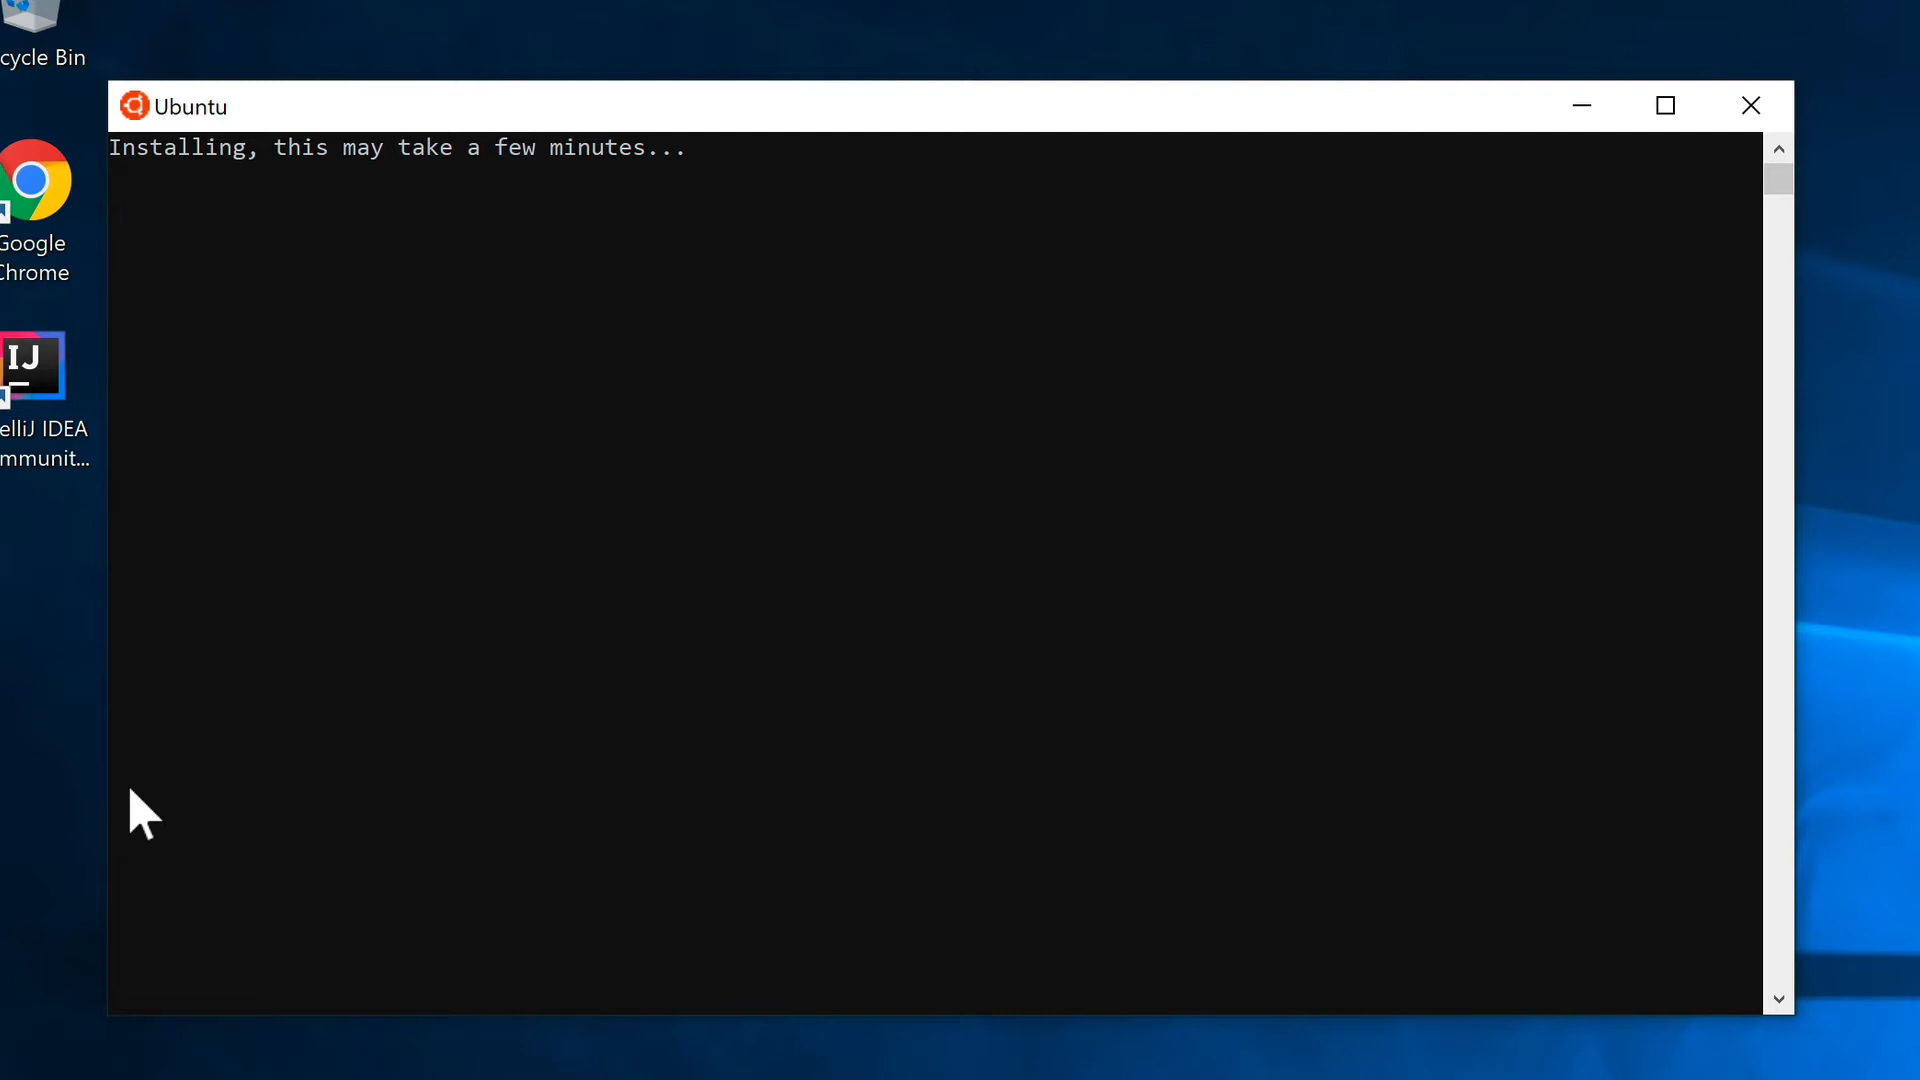 cycle Bin
Ubuntu
Installing, this may take a few minutes...
Google
Chrome
IJ
elliJ IDEA
mmunit...